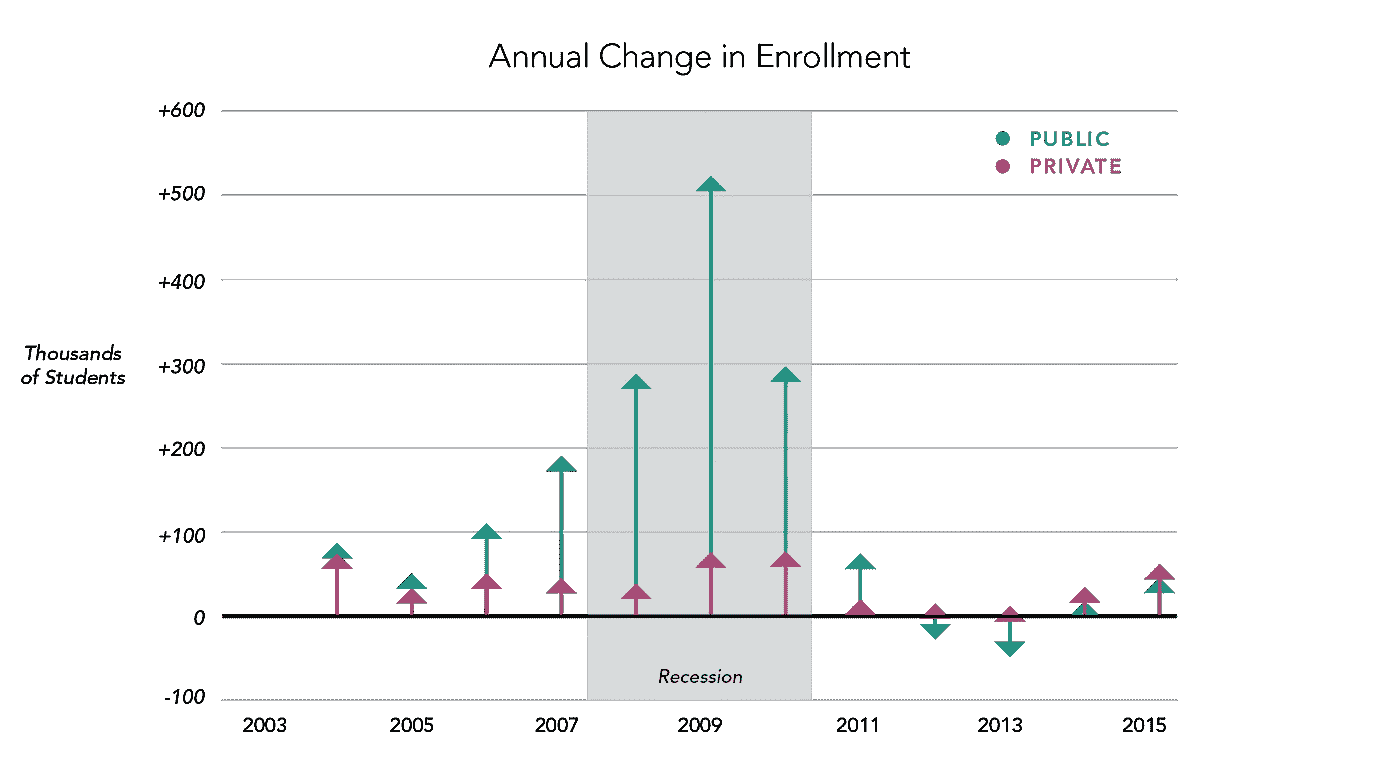 Annual Change in Enrollment
+600
PUBLIC
PRIVATE
+500
+400
+300
Thousands
of Students
+200
+100
0
Recession
-100
2003 2005 2007 2009 2011 2013 2015